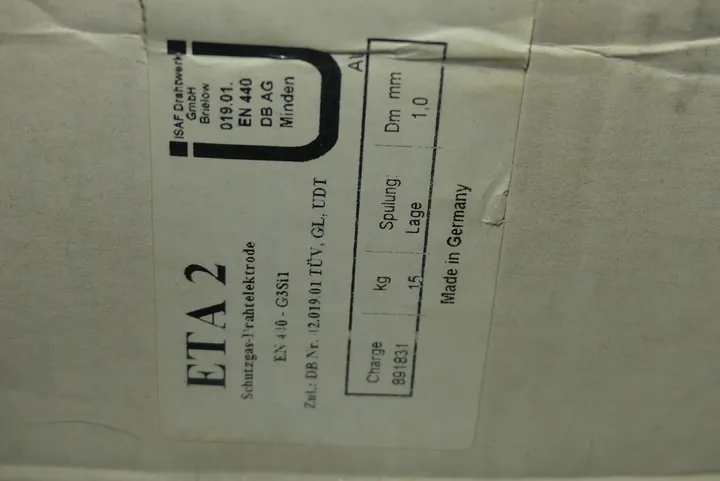 ETA 2
Schutzgas-Drahtelektrode
EN 440 - G3Si1
Zul.: DB Nr. 42.019.01 TÜV, GL, UDT
ISAF Drahtwerk
GmbH
Brielow
019.01.
EN 440
DB AG
Minden
Charge kg Spulung: Dm mm
891831 15 Lage 1,0
Made in Germany